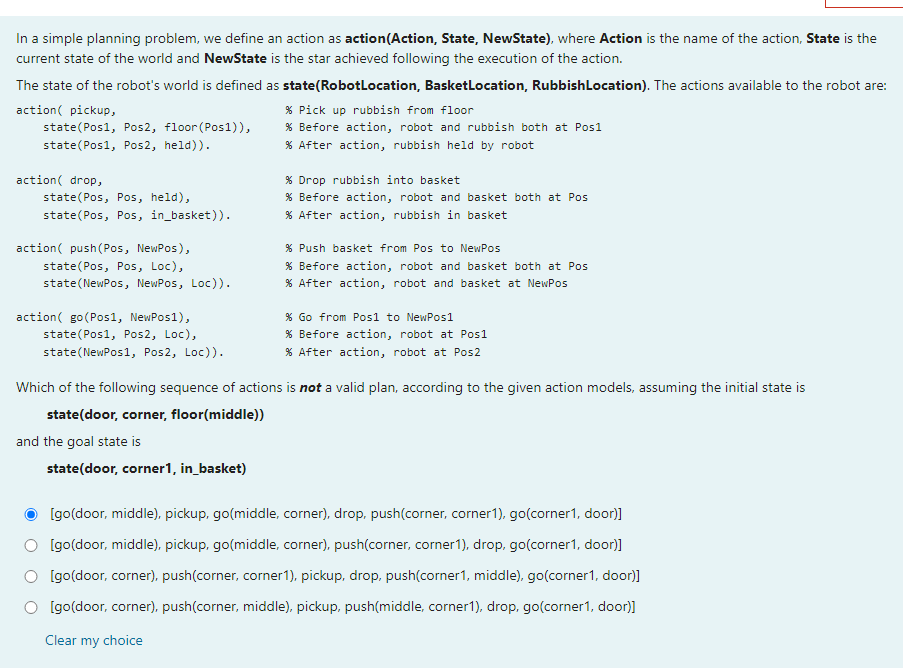 In a simple planning problem, we define an action as action(Action, State, NewState), where Action is the name of the action, State is the
current state of the world and NewState is the star achieved following the execution of the action.
The state of the robot's world is defined as state(RobotLocation, BasketLocation, RubbishLocation). The actions available to the robot are:
action( pickup, % Pick up rubbish from floor
state(Pos1, Pos2, floor(Pos1)), % Before action, robot and rubbish both at Pos1
state(Pos1, Pos2, held)). % After action, rubbish held by robot
action( drop, % Drop rubbish into basket
state(Pos, Pos, held), % Before action, robot and basket both at Pos
state(Pos, Pos, in_basket)). % After action, rubbish in basket
action( push(Pos, NewPos), % Push basket from Pos to NewPos
state(Pos, Pos, Loc), % Before action, robot and basket both at Pos
state(NewPos, NewPos, Loc)). % After action, robot and basket at NewPos
action( go(Pos1, NewPos1), % Go from Pos1 to NewPos1
state(Pos1, Pos2, Loc), % Before action, robot at Pos1
state(NewPos1, Pos2, Loc)). % After action, robot at Pos2
Which of the following sequence of actions is not a valid plan, according to the given action models, assuming the initial state is
state(door, corner, floor(middle))
and the goal state is
state(door, corner1, in_basket)
[go(door, middle), pickup, go(middle, corner), drop, push(corner, corner1), go(corner1, door)]
[go(door, middle), pickup, go(middle, corner), push(corner, corner1), drop, go(corner1, door)]
[go(door, corner), push(corner, corner1), pickup, drop, push(corner1, middle), go(corner1, door)]
[go(door, corner), push(corner, middle), pickup, push(middle, corner1), drop, go(corner1, door)]
Clear my choice